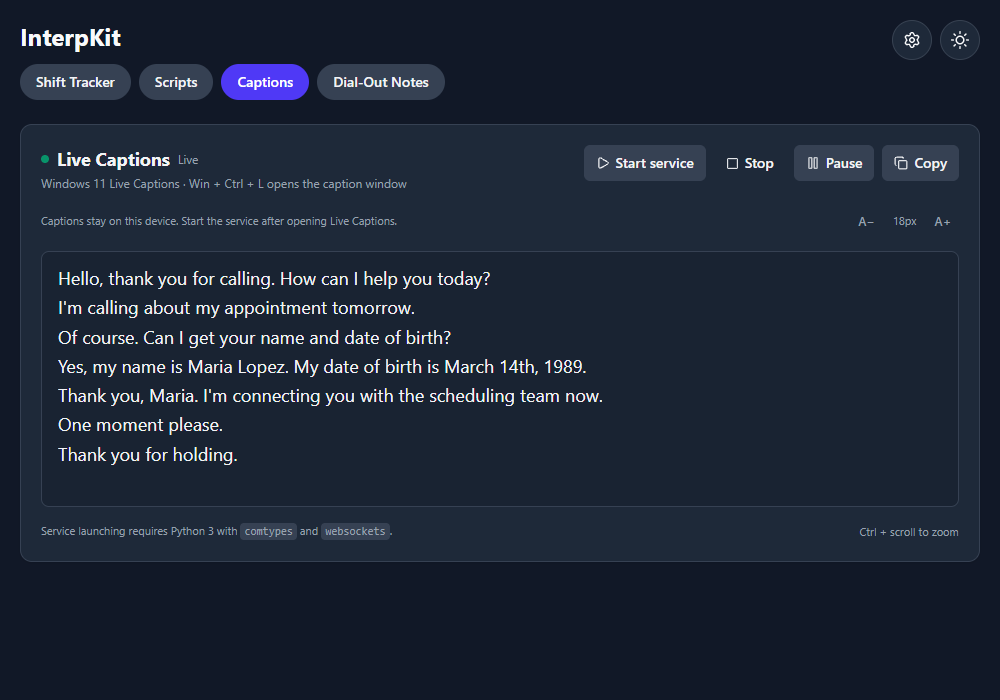 InterpKit
Shift Tracker
Scripts
Captions
Dial-Out Notes
Live Captions Live
Start service
Stop
Pause
Copy
Windows 11 Live Captions · Win + Ctrl + L opens the caption window
Captions stay on this device. Start the service after opening Live Captions.
A−
18px
A+
Hello, thank you for calling. How can I help you today?
I'm calling about my appointment tomorrow.
Of course. Can I get your name and date of birth?
Yes, my name is Maria Lopez. My date of birth is March 14th, 1989.
Thank you, Maria. I'm connecting you with the scheduling team now.
One moment please.
Thank you for holding.
Service launching requires Python 3 with comtypes and websockets.
Ctrl + scroll to zoom